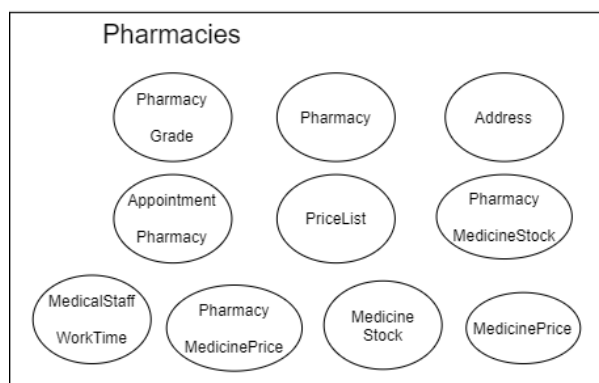 Pharmacies
Pharmacy
Grade
Pharmacy
Address
Appointment
Pharmacy
PriceList
Pharmacy
MedicineStock
MedicalStaff
WorkTime
Pharmacy
MedicinePrice
Medicine
Stock
MedicinePrice